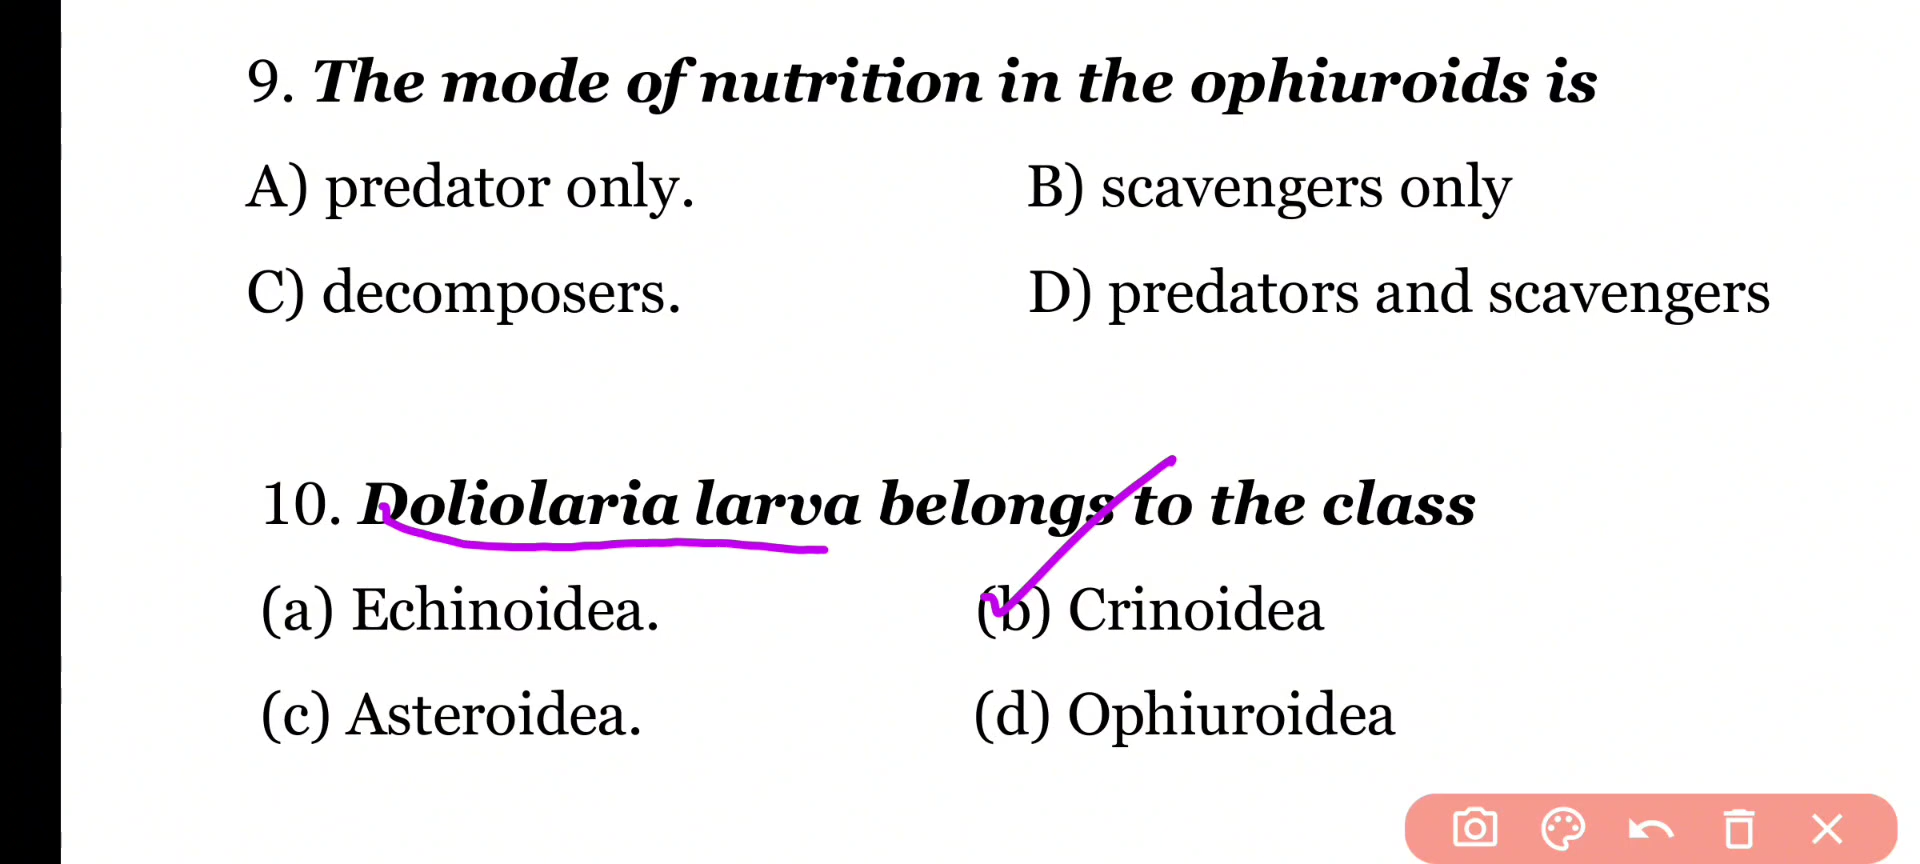 9. The mode of nutrition in the ophiuroids is
A) predator only. B) scavengers only
C) decomposers. D) predators and scavengers
10. Doliolaria larva belongs to the class
(a) Echinoidea. (b) Crinoidea
(c) Asteroidea. (d) Ophiuroidea